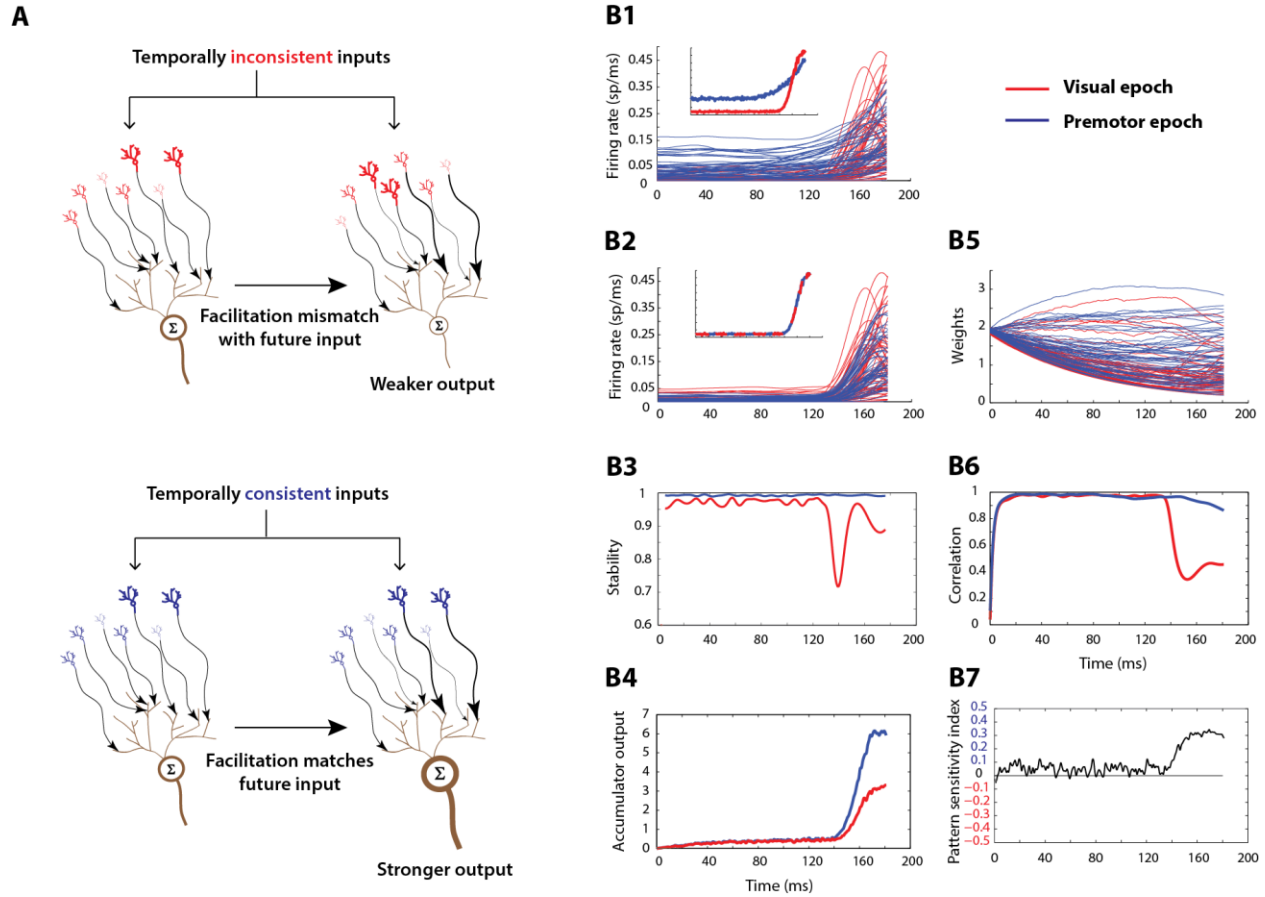 A
Temporally inconsistent inputs
Σ
Facilitation mismatch
with future input
Σ
Weaker output
Temporally consistent inputs
Σ
Facilitation matches
future input
Σ
Stronger output
B1
Firing rate (sp/ms)
0.45
0.35
0.25
0.15
0.05
0
0 40 80 120 160 200
Visual epoch
Premotor epoch
B2
Firing rate (sp/ms)
0.45
0.35
0.25
0.15
0.05
0
0 40 80 120 160 200
B5
Weights
3
2
1
0
0 40 80 120 160 200
B3
Stability
1
0.9
0.8
0.7
0.6
0 40 80 120 160 200
B6
Correlation
1
0.8
0.6
0.4
0.2
0
0 40 80 120 160 200
Time (ms)
B4
Accumulator output
7
6
5
4
3
2
1
0
0 40 80 120 160 200
Time (ms)
B7
Pattern sensitivity index
0.5
0.4
0.3
0.2
0.1
0
−0.1
−0.2
−0.3
−0.4
−0.5
0 40 80 120 160 200